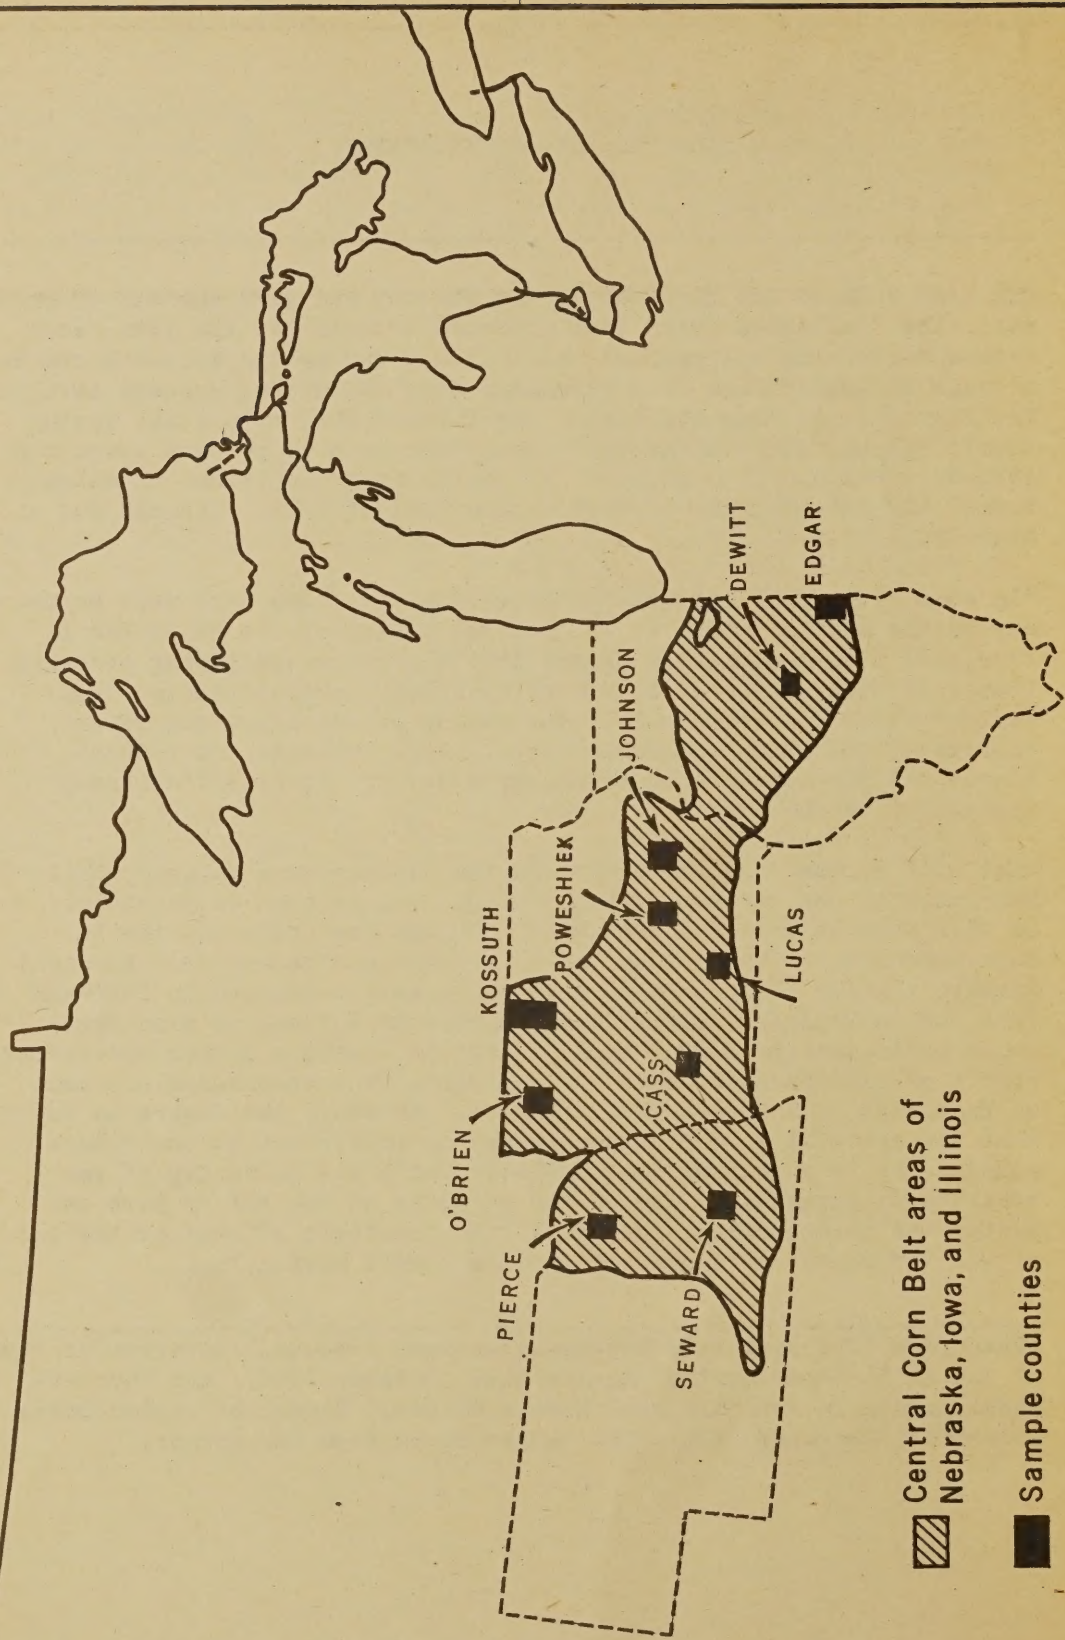 KOSSUTH
O'BRIEN
POWESHIEK
JOHNSON
DEWITT
EDGAR
PIERCE
CASS
LUCAS
SEWARD
Central Corn Belt areas of
Nebraska, Iowa, and Illinois
Sample counties